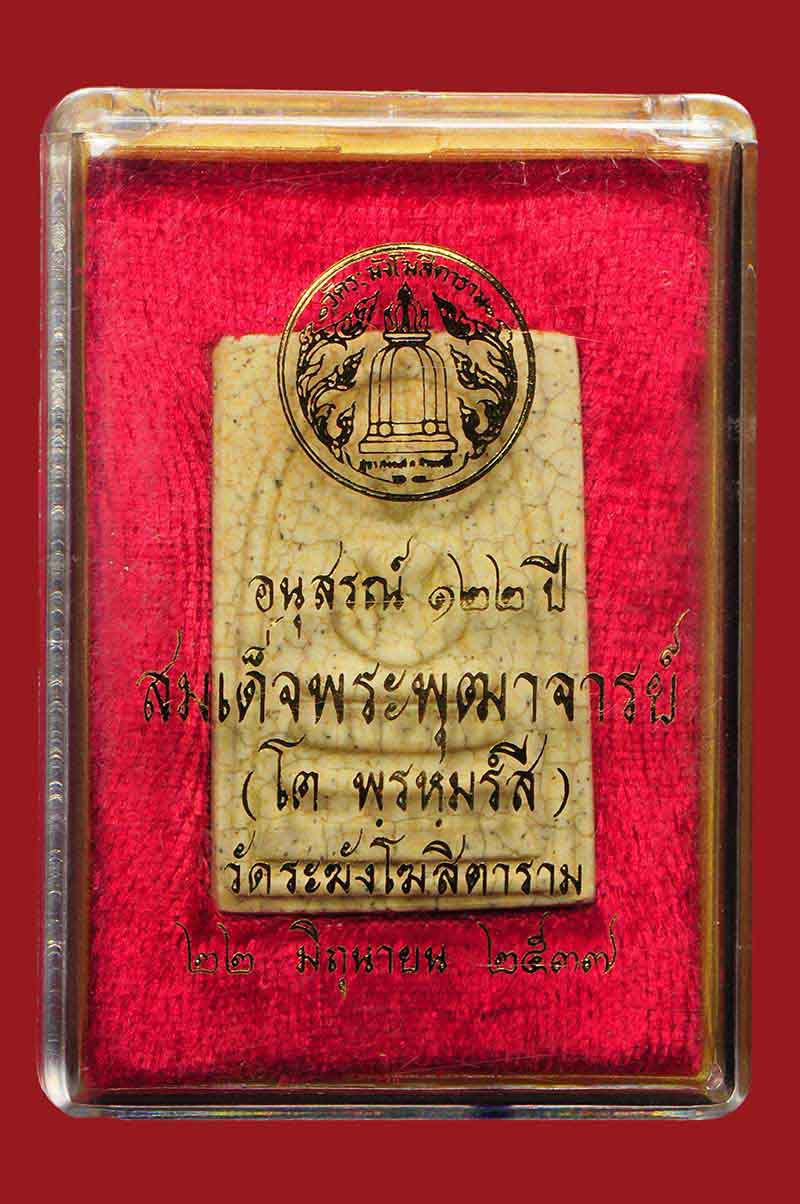 วัดระฆังโฆสิตาราม
อนุสรณ์ ๑๒๒ ปี
สมเด็จพระพุฒาจารย์
(โต พฺรหฺมรํสี)
วัดระฆังโฆสิตาราม
๒๒ มิถุนายน ๒๕๓๗